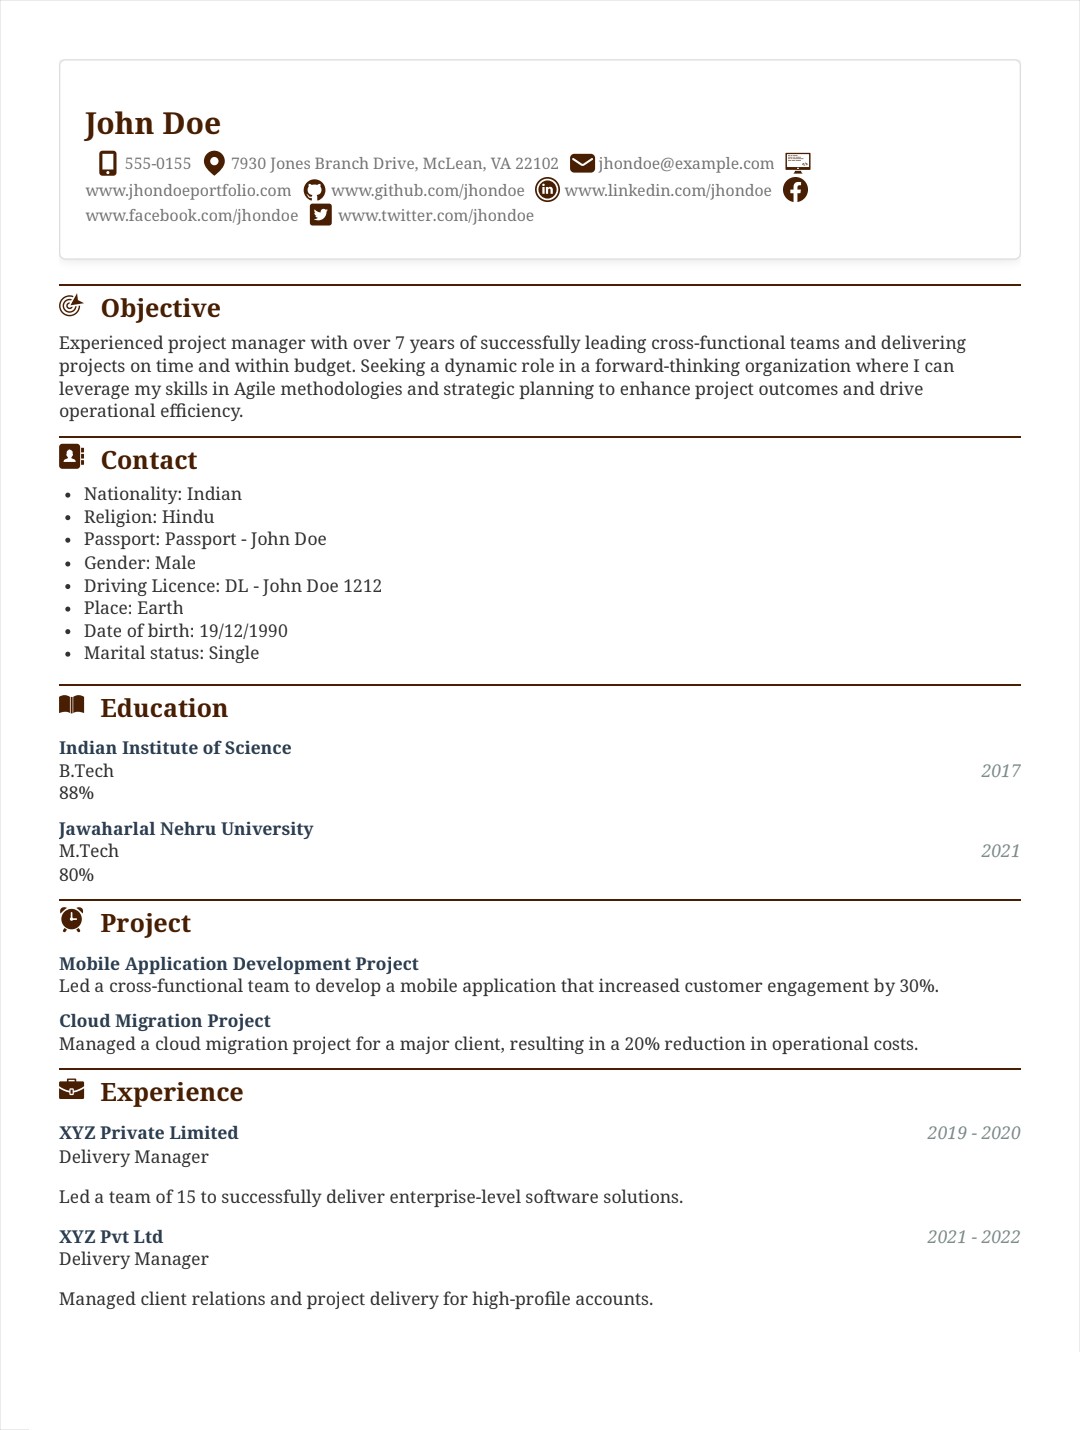 John Doe
555-0155 7930 Jones Branch Drive, McLean, VA 22102 jhondoe@example.com
www.jhondoeportfolio.com www.github.com/jhondoe www.linkedin.com/jhondoe
www.facebook.com/jhondoe www.twitter.com/jhondoe
Objective
Experienced project manager with over 7 years of successfully leading cross-functional teams and delivering
projects on time and within budget. Seeking a dynamic role in a forward-thinking organization where I can
leverage my skills in Agile methodologies and strategic planning to enhance project outcomes and drive
operational efficiency.
Contact
• Nationality: Indian
• Religion: Hindu
• Passport: Passport - John Doe
• Gender: Male
• Driving Licence: DL - John Doe 1212
• Place: Earth
• Date of birth: 19/12/1990
• Marital status: Single
Education
Indian Institute of Science
B.Tech 2017
88%
Jawaharlal Nehru University
M.Tech 2021
80%
Project
Mobile Application Development Project
Led a cross-functional team to develop a mobile application that increased customer engagement by 30%.
Cloud Migration Project
Managed a cloud migration project for a major client, resulting in a 20% reduction in operational costs.
Experience
XYZ Private Limited 2019 - 2020
Delivery Manager
Led a team of 15 to successfully deliver enterprise-level software solutions.
XYZ Pvt Ltd 2021 - 2022
Delivery Manager
Managed client relations and project delivery for high-profile accounts.